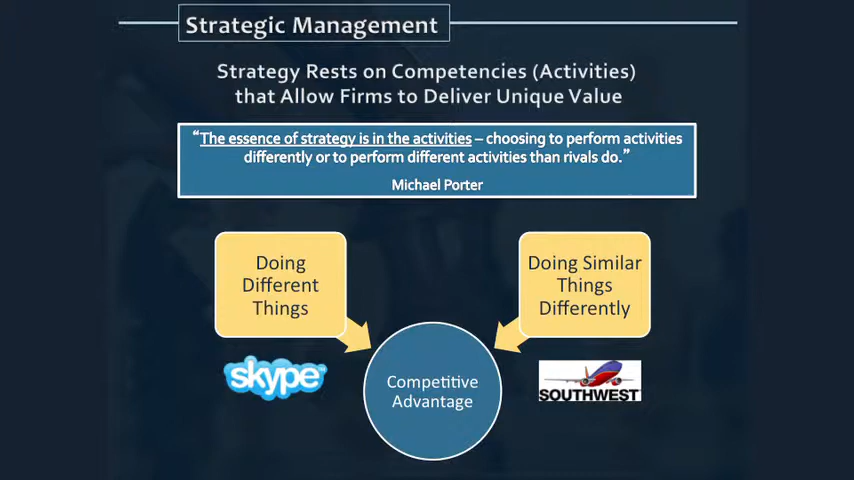 Strategic Management
Strategy Rests on Competencies (Activities)
that Allow Firms to Deliver Unique Value
“The essence of strategy is in the activities – choosing to perform activities
differently or to perform different activities than rivals do.”
Michael Porter
Doing
Different
Things
Doing Similar
Things
Differently
Competitive
Advantage
skype
SOUTHWEST